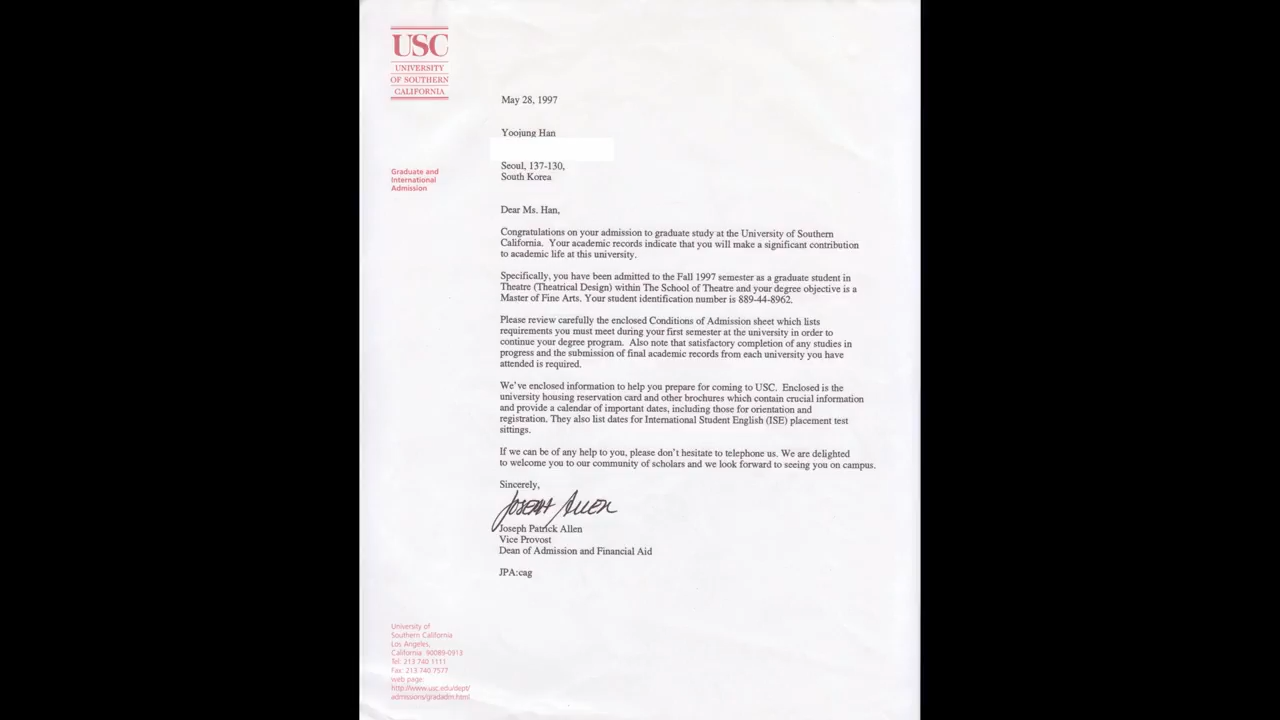 USC
UNIVERSITY
OF SOUTHERN
CALIFORNIA
May 28, 1997
Yoojung Han
Seoul, 137-130,
South Korea
Graduate and
International
Admission
Dear Ms. Han,
Congratulations on your admission to graduate study at the University of Southern
California. Your academic records indicate that you will make a significant contribution
to academic life at this university.
Specifically, you have been admitted to the Fall 1997 semester as a graduate student in
Theatre (Theatrical Design) within The School of Theatre and your degree objective is a
Master of Fine Arts. Your student identification number is 889-44-8962.
Please review carefully the enclosed Conditions of Admission sheet which lists
requirements you must meet during your first semester at the university in order to
continue your degree program. Also note that satisfactory completion of any studies in
progress and the submission of final academic records from each university you have
attended is required.
We've enclosed information to help you prepare for coming to USC. Enclosed is the
university housing reservation card and other brochures which contain crucial information
and provide a calendar of important dates, including those for orientation and
registration. They also list dates for International Student English (ISE) placement test
sittings.
If we can be of any help to you, please don't hesitate to telephone us. We are delighted
to welcome you to our community of scholars and we look forward to seeing you on campus.
Sincerely,
JOSEPH ALLEN
Joseph Patrick Allen
Vice Provost
Dean of Admission and Financial Aid
JPA:cag
University of
Southern California
Los Angeles,
California 90089-0913
Tel: 213 740 1111
Fax: 213 740 7577
web page:
http://www.usc.edu/dept/
admissions/gradadm.html